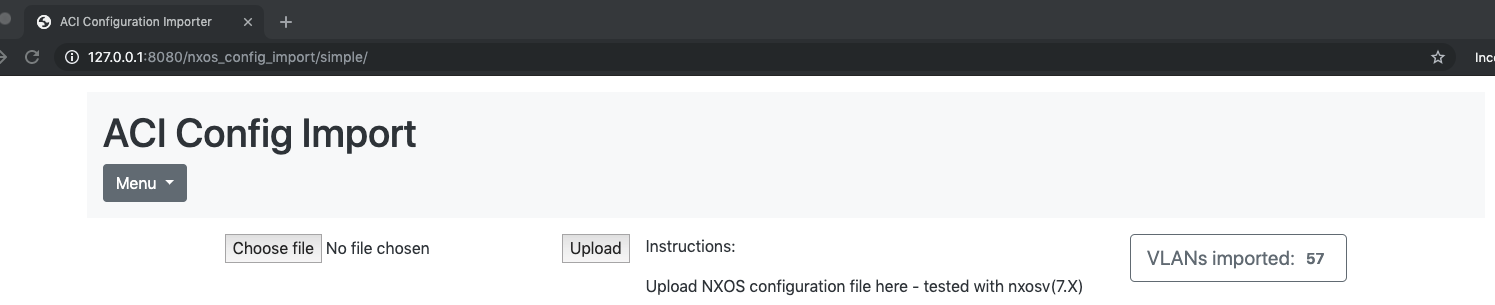 ACI Configuration Importer
127.0.0.1:8080/nxos_config_import/simple/
ACI Config Import
Menu
Choose file No file chosen
Upload
Instructions:
Upload NXOS configuration file here - tested with nxosv(7.X)
VLANs imported: 57